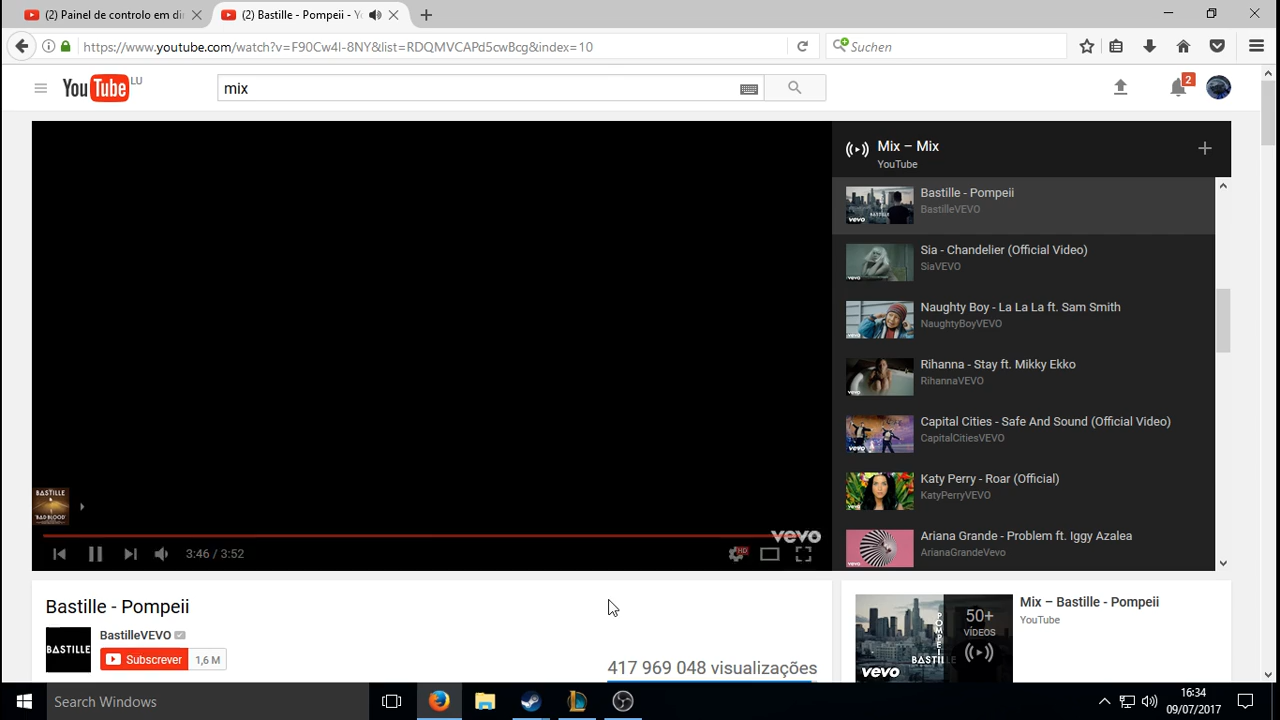 (2) Painel de controlo em di
(2) Bastille - Pompeii - Y
https://www.youtube.com/watch?v=F90Cw4l-8NY&list=RDQMVCAPd5cwBcg&index=10
Suchen
YouTube LU
mix
2
Mix – Mix
YouTube
Bastille - Pompeii
BastilleVEVO
Sia - Chandelier (Official Video)
SiaVEVO
Naughty Boy - La La La ft. Sam Smith
NaughtyBoyVEVO
Rihanna - Stay ft. Mikky Ekko
RihannaVEVO
Capital Cities - Safe And Sound (Official Video)
CapitalCitiesVEVO
Katy Perry - Roar (Official)
KatyPerryVEVO
Ariana Grande - Problem ft. Iggy Azalea
ArianaGrandeVevo
BASTILLE
BAD BLOOD
vevo
3:46 / 3:52
HD
Bastille - Pompeii
BASTILLE
BastilleVEVO
Subscrever
1,6 M
417 969 048 visualizações
50+
VÍDEOS
POMPEII
BASTILLE
vevo
Mix – Bastille - Pompeii
YouTube
Search Windows
16:34
09/07/2017